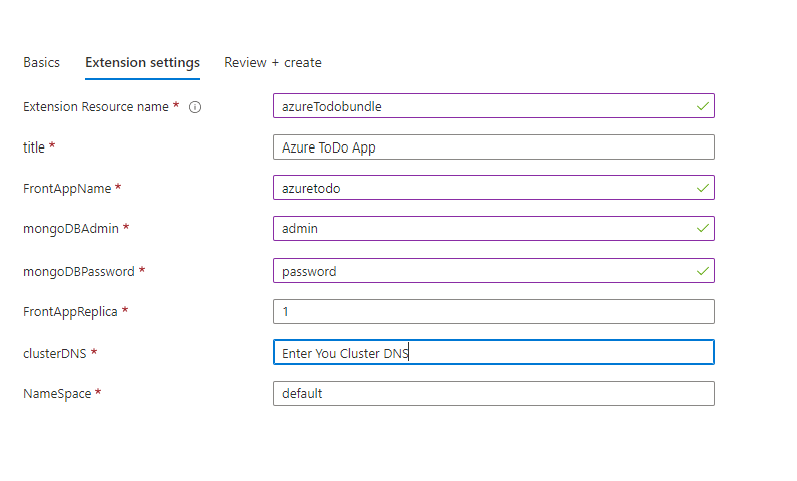 Basics Extension settings Review + create
Extension Resource name * azureTodobundle
title * Azure ToDo App
FrontAppName * azuretodo
mongoDBAdmin * admin
mongoDBPassword * password
FrontAppReplica * 1
clusterDNS * Enter You Cluster DNS
NameSpace * default